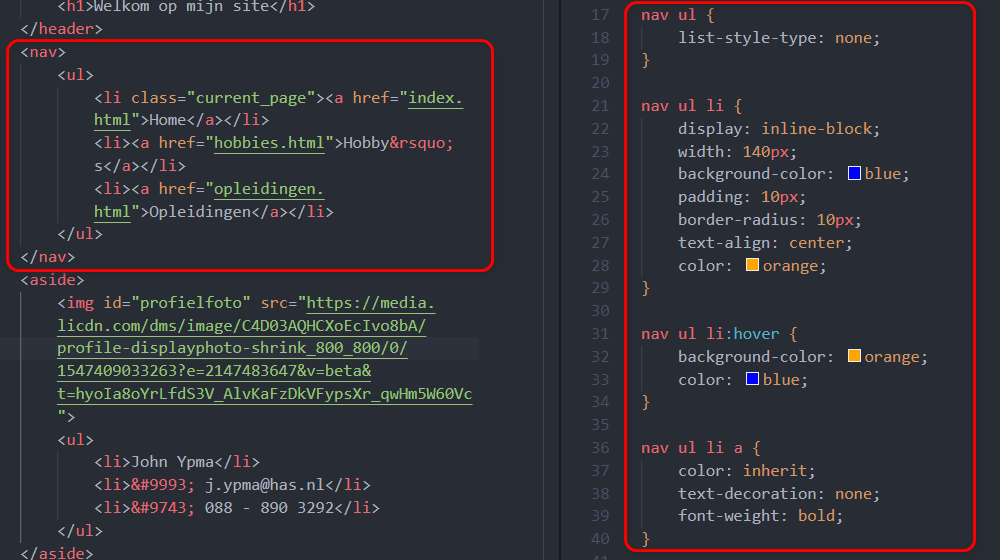 <h1>Welkom op mijn site</h1>
</header>
<nav>
<ul>
<li class="current_page"><a href="index.
html">Home</a></li>
<li><a href="hobbies.html">Hobby&rsquo;
s</a></li>
<li><a href="opleidingen.
html">Opleidingen</a></li>
</ul>
</nav>
<aside>
<img id="profielfoto" src="https://media.
licdn.com/dms/image/C4D03AQHCXoEcIvo8bA/
profile-displayphoto-shrink_800_800/0/
1547409033263?e=2147483647&v=beta&
t=hyoIa8oYrLfdS3V_AlvKaFzDkVFypsXr_qwHm5W60Vc
">
<ul>
<li>John Ypma</li>
<li>&#9993; j.ypma@has.nl</li>
<li>&#9743; 088 - 890 3292</li>
</ul>
</aside>
17 nav ul {
18 list-style-type: none;
19 }
20
21 nav ul li {
22 display: inline-block;
23 width: 140px;
24 background-color: blue;
25 padding: 10px;
26 border-radius: 10px;
27 text-align: center;
28 color: orange;
29 }
30
31 nav ul li:hover {
32 background-color: orange;
33 color: blue;
34 }
35
36 nav ul li a {
37 color: inherit;
38 text-decoration: none;
39 font-weight: bold;
40 }
41